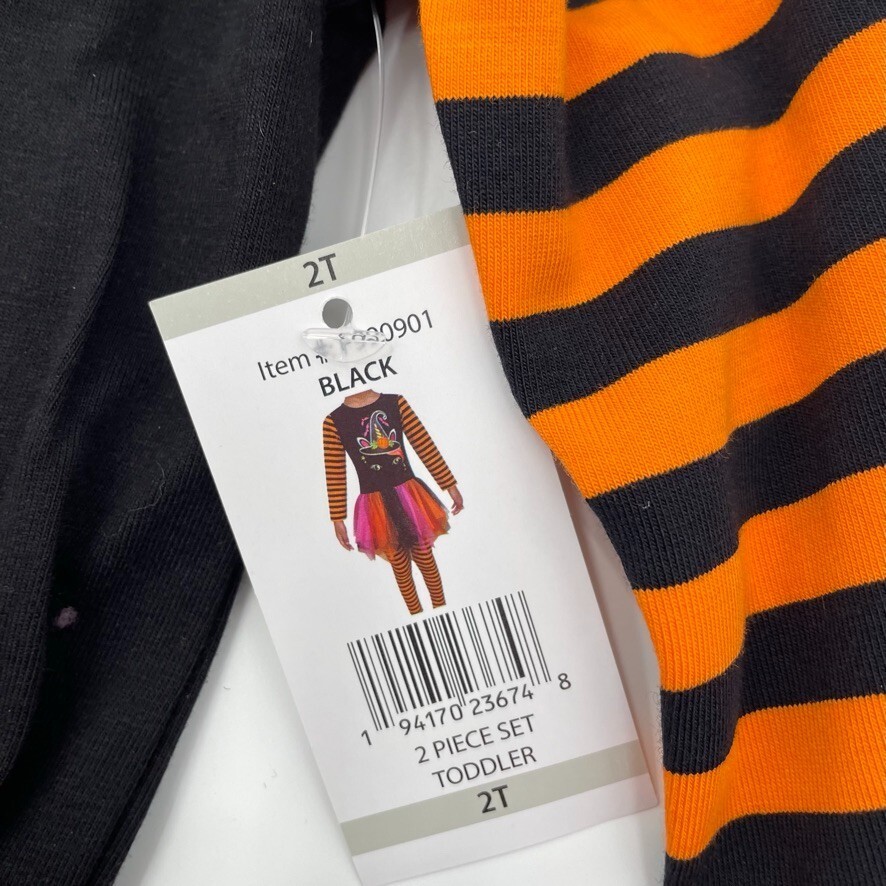 2T
Item
BLACK
1 94170 23674 8
2 PIECE SET
TODDLER
2T